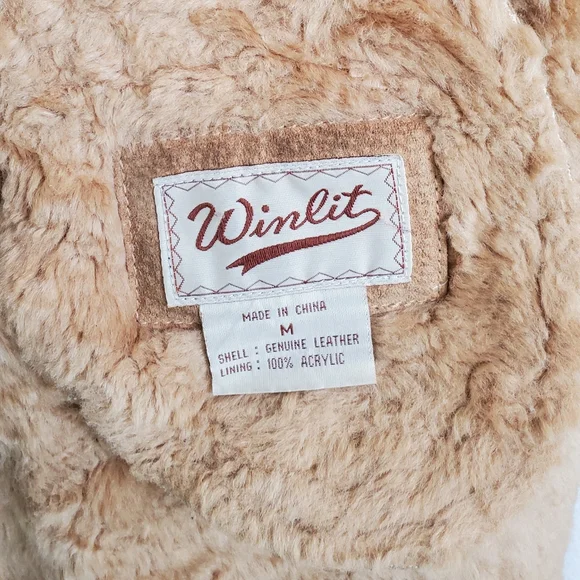 Winlit
MADE IN CHINA
M
SHELL : GENUINE LEATHER
LINING : 100% ACRYLIC